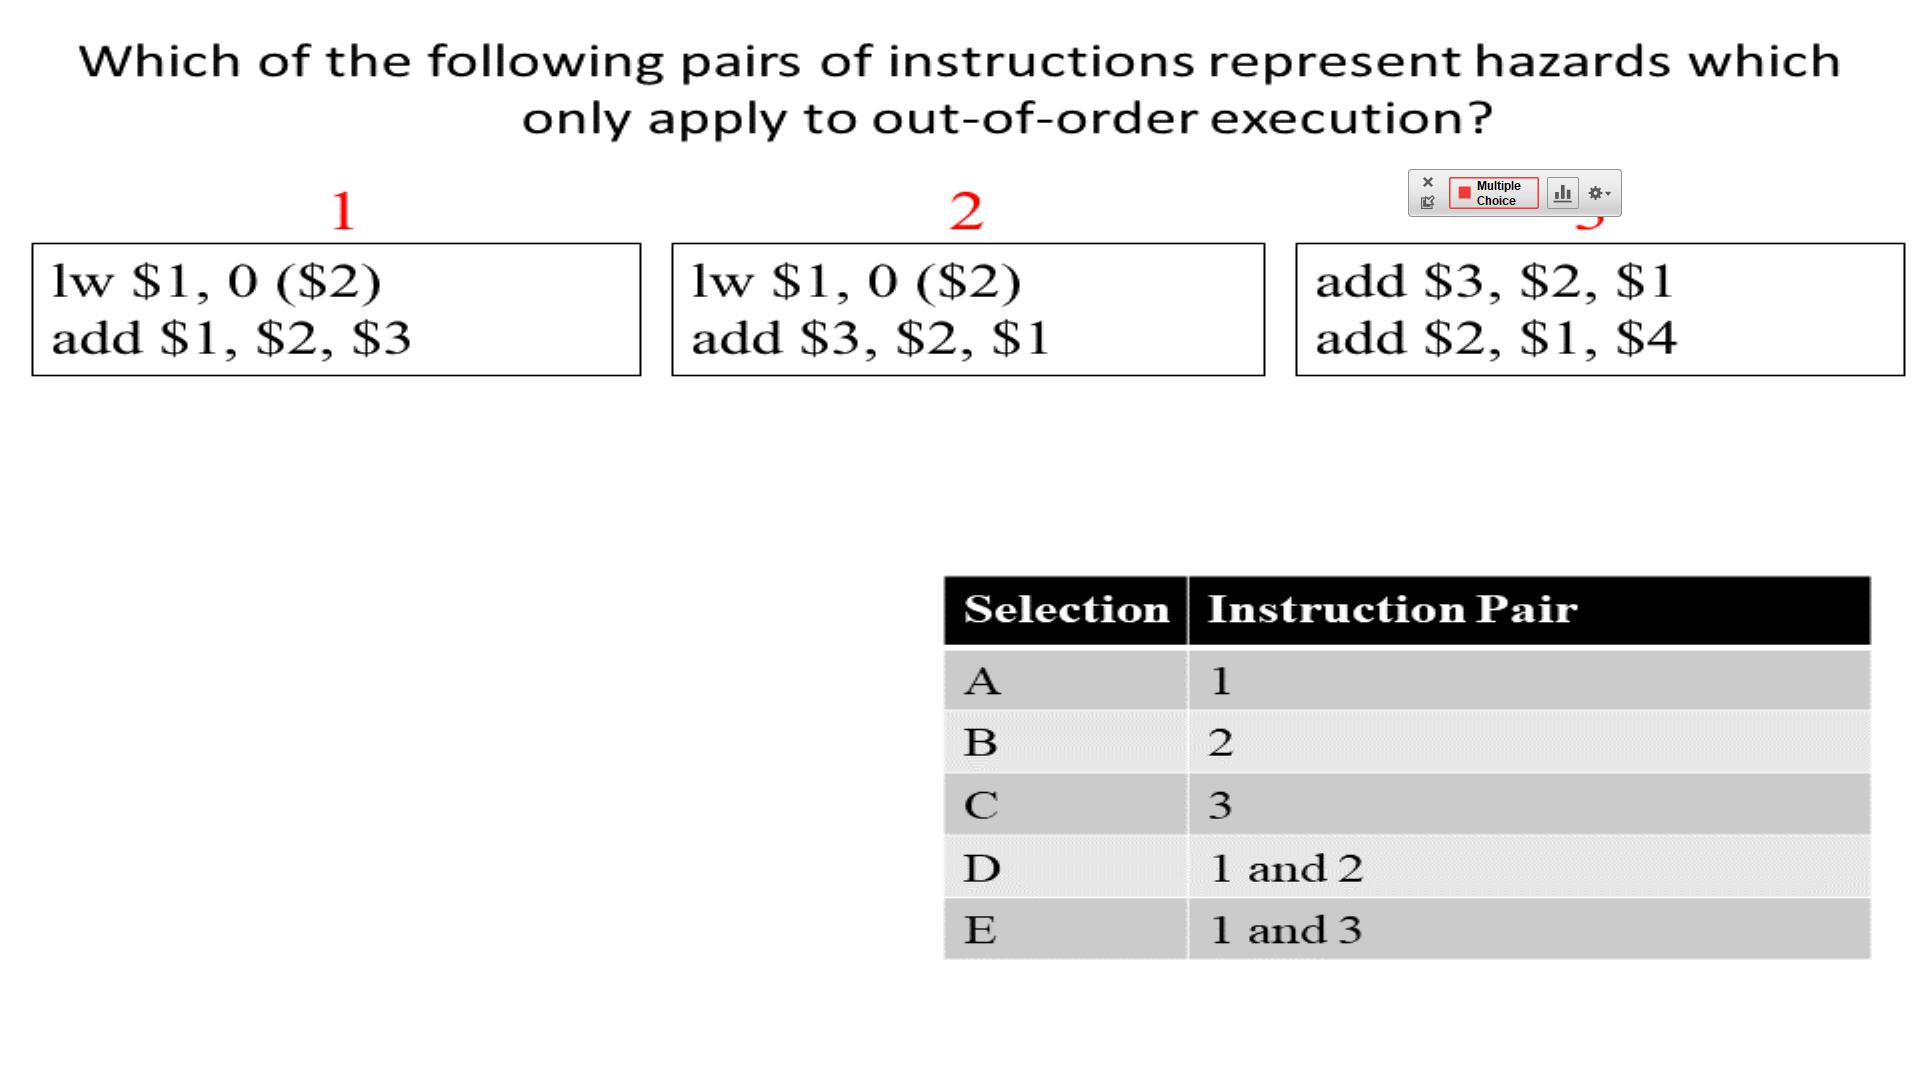 Which of the following pairs of instructions represent hazards which
only apply to out-of-order execution?
Multiple
Choice
1
2
lw $1, 0 ($2)
add $1, $2, $3
lw $1, 0 ($2)
add $3, $2, $1
add $3, $2, $1
add $2, $1, $4
Selection Instruction Pair
A 1
B 2
C 3
D 1 and 2
E 1 and 3